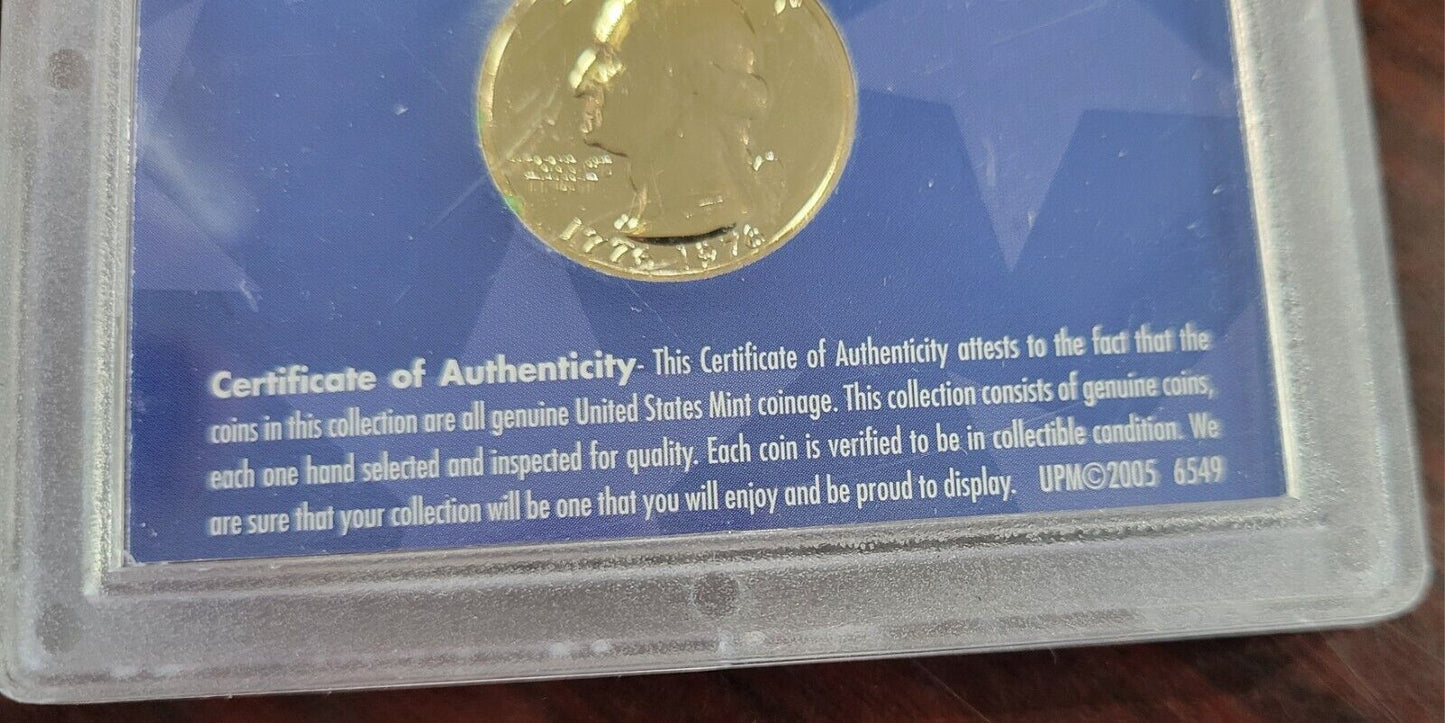 1776-1976
Certificate of Authenticity- This Certificate of Authenticity attests to the fact that the
coins in this collection are all genuine United States Mint coinage. This collection consists of genuine coins,
each one hand selected and inspected for quality. Each coin is verified to be in collectible condition. We
are sure that your collection will be one that you will enjoy and be proud to display. UPM©2005 6549